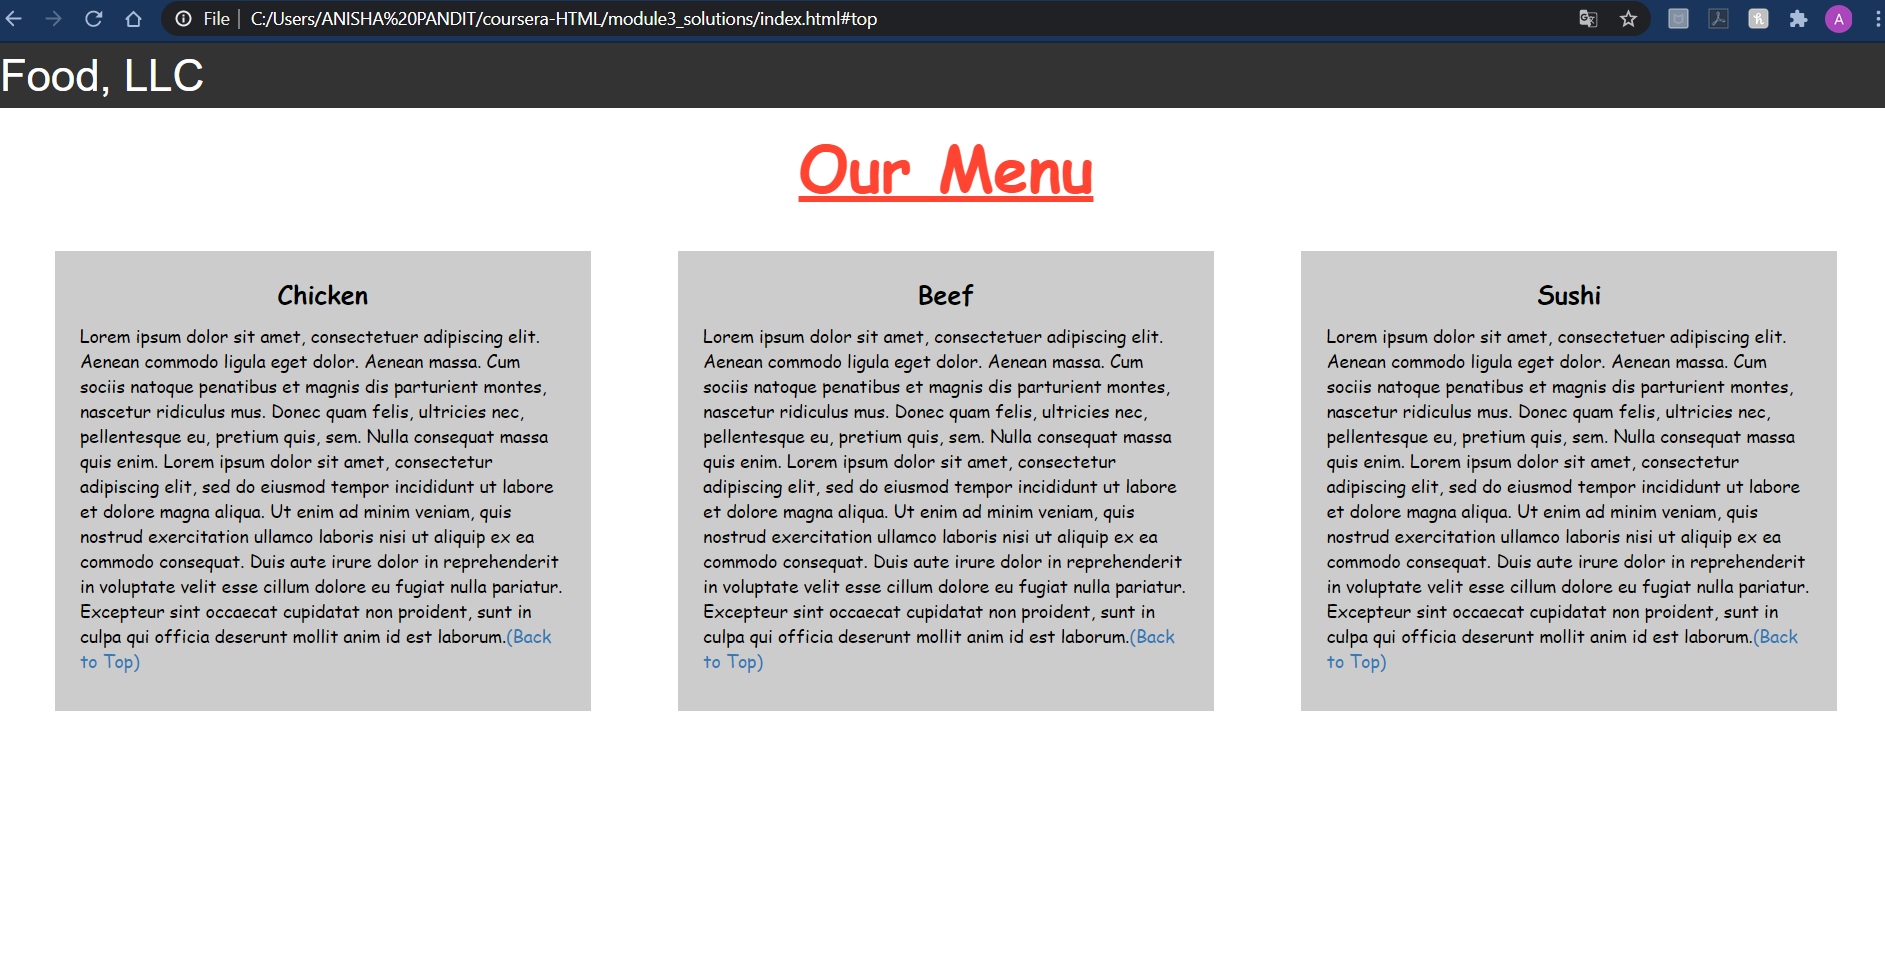 File | C:/Users/ANISHA%20PANDIT/coursera-HTML/module3_solutions/index.html#top
A
Food, LLC
Our Menu
Chicken
Lorem ipsum dolor sit amet, consectetuer adipiscing elit.
Aenean commodo ligula eget dolor. Aenean massa. Cum
sociis natoque penatibus et magnis dis parturient montes,
nascetur ridiculus mus. Donec quam felis, ultricies nec,
pellentesque eu, pretium quis, sem. Nulla consequat massa
quis enim. Lorem ipsum dolor sit amet, consectetur
adipiscing elit, sed do eiusmod tempor incididunt ut labore
et dolore magna aliqua. Ut enim ad minim veniam, quis
nostrud exercitation ullamco laboris nisi ut aliquip ex ea
commodo consequat. Duis aute irure dolor in reprehenderit
in voluptate velit esse cillum dolore eu fugiat nulla pariatur.
Excepteur sint occaecat cupidatat non proident, sunt in
culpa qui officia deserunt mollit anim id est laborum.(Back
to Top)
Beef
Lorem ipsum dolor sit amet, consectetuer adipiscing elit.
Aenean commodo ligula eget dolor. Aenean massa. Cum
sociis natoque penatibus et magnis dis parturient montes,
nascetur ridiculus mus. Donec quam felis, ultricies nec,
pellentesque eu, pretium quis, sem. Nulla consequat massa
quis enim. Lorem ipsum dolor sit amet, consectetur
adipiscing elit, sed do eiusmod tempor incididunt ut labore
et dolore magna aliqua. Ut enim ad minim veniam, quis
nostrud exercitation ullamco laboris nisi ut aliquip ex ea
commodo consequat. Duis aute irure dolor in reprehenderit
in voluptate velit esse cillum dolore eu fugiat nulla pariatur.
Excepteur sint occaecat cupidatat non proident, sunt in
culpa qui officia deserunt mollit anim id est laborum.(Back
to Top)
Sushi
Lorem ipsum dolor sit amet, consectetuer adipiscing elit.
Aenean commodo ligula eget dolor. Aenean massa. Cum
sociis natoque penatibus et magnis dis parturient montes,
nascetur ridiculus mus. Donec quam felis, ultricies nec,
pellentesque eu, pretium quis, sem. Nulla consequat massa
quis enim. Lorem ipsum dolor sit amet, consectetur
adipiscing elit, sed do eiusmod tempor incididunt ut labore
et dolore magna aliqua. Ut enim ad minim veniam, quis
nostrud exercitation ullamco laboris nisi ut aliquip ex ea
commodo consequat. Duis aute irure dolor in reprehenderit
in voluptate velit esse cillum dolore eu fugiat nulla pariatur.
Excepteur sint occaecat cupidatat non proident, sunt in
culpa qui officia deserunt mollit anim id est laborum.(Back
to Top)